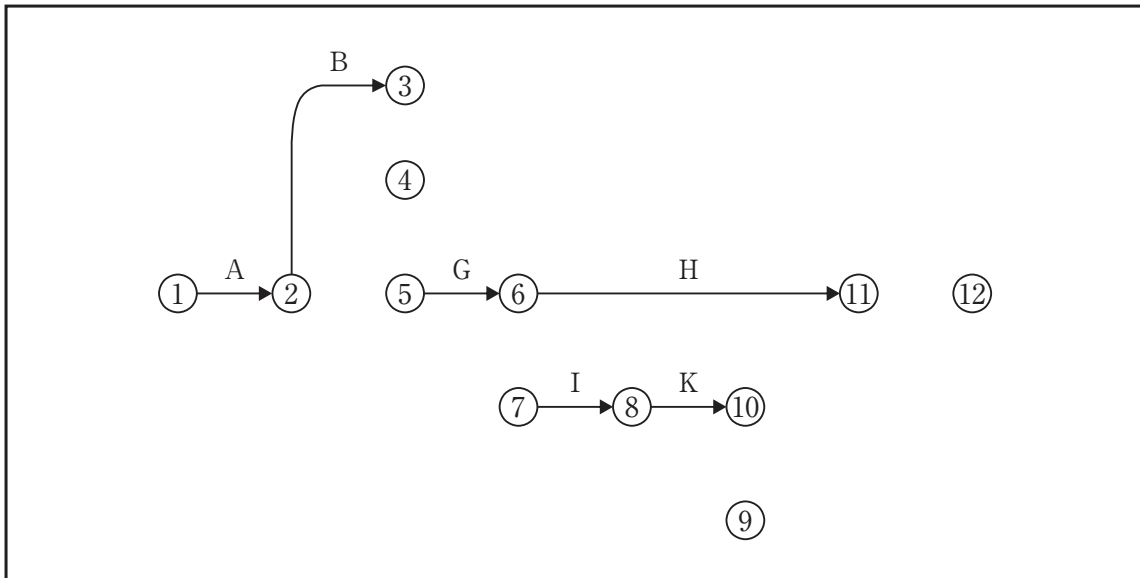 B
③
④
A G H
① ② ⑤ ⑥ ⑪ ⑫
I K
⑦ ⑧ ⑩
⑨